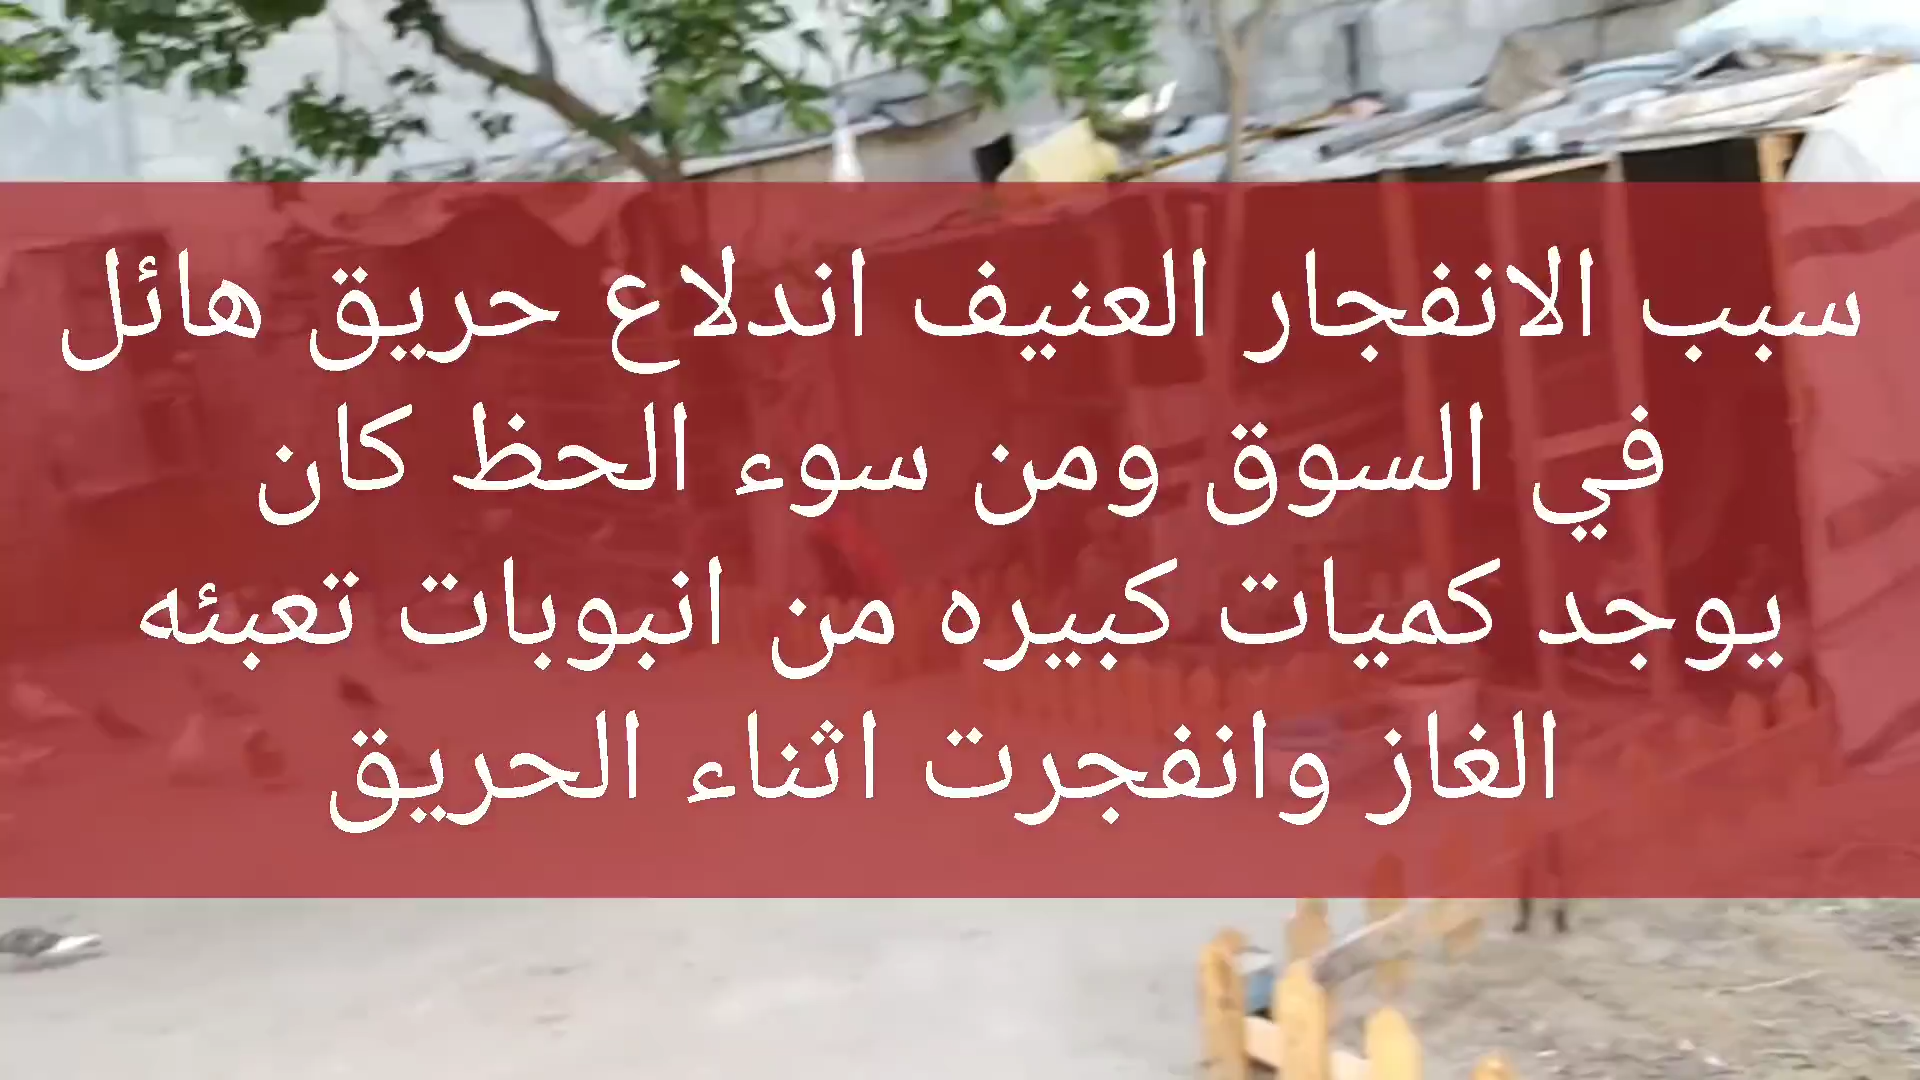 سبب الانفجار العنيف اندلاع حريق هائل
في السوق ومن سوء الحظ كان
يوجد كميات كبيره من انبوبات تعبئه
الغاز وانفجرت اثناء الحريق